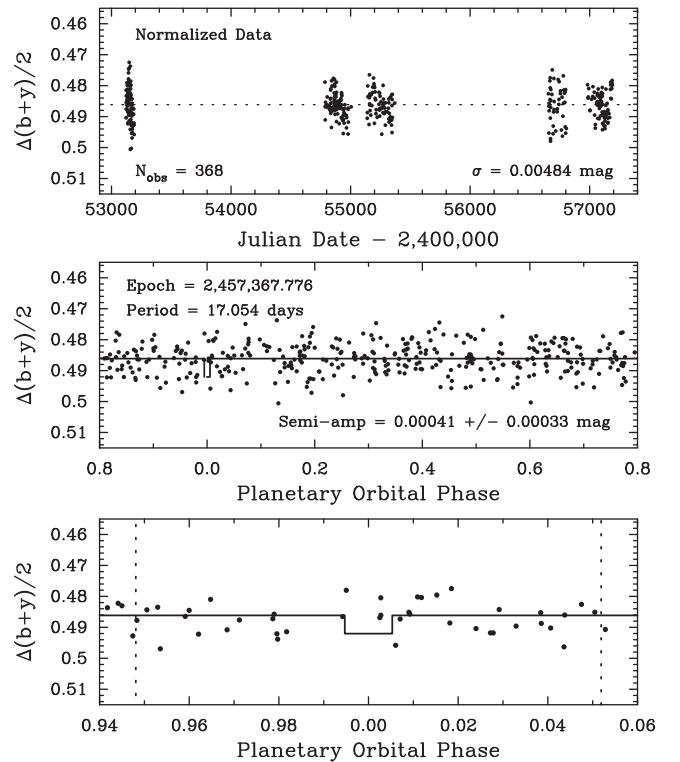 0.46
Normalized Data
0.47
0.48
0.49
0.5
N_obs = 368
σ = 0.00484 mag
0.51
Δ(b+y)/2
53000 54000 55000 56000 57000
Julian Date − 2,400,000
0.46
Epoch = 2,457,367.776
0.47
Period = 17.054 days
0.48
0.49
0.5
Semi-amp = 0.00041 +/− 0.00033 mag
0.51
Δ(b+y)/2
0.8 0.0 0.2 0.4 0.6 0.8
Planetary Orbital Phase
0.46
0.47
0.48
0.49
0.5
0.51
Δ(b+y)/2
0.94 0.96 0.98 0.00 0.02 0.04 0.06
Planetary Orbital Phase